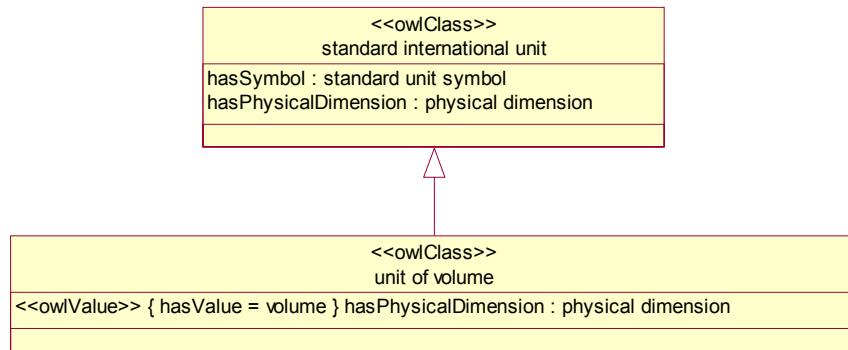 <<owlClass>>
standard international unit
hasSymbol : standard unit symbol
hasPhysicalDimension : physical dimension
<<owlClass>>
unit of volume
<<owlValue>> { hasValue = volume } hasPhysicalDimension : physical dimension